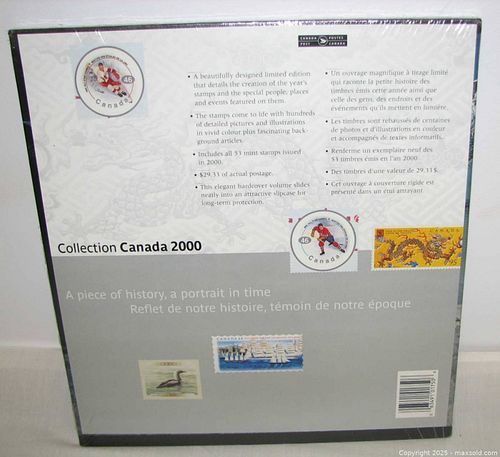 CANADA POSTES
POST CANADA
46
Canada
• A beautifully designed limited edition
that details the creation of the year's
stamps and the special people, places
and events featured on them.
• The stamps come to life with hundreds
of detailed pictures and illustrations
in vivid colour plus fascinating back-
ground articles.
• Includes all 53 mint stamps issued
in 2000.
• $29.33 of actual postage.
• This elegant hardcover volume slides
neatly into an attractive slipcase for
long-term protection.
• Un ouvrage magnifique à tirage limité
qui raconte la petite histoire des
timbres émis cette année ainsi que
celle des gens, des endroits et des
événements qu'ils mettent en lumière.
• Les timbres sont rehaussés de centaines
de photos et d'illustrations en couleur
et accompagnés de textes informatifs.
• Renferme un exemplaire neuf des
53 timbres émis en l'an 2000.
• Des timbres d'une valeur de 29,33 $.
• Cet ouvrage à couverture rigide est
présenté dans un étui attrayant
46
Canada
CANADA
95
Collection Canada 2000
A piece of history, a portrait in time
Reflet de notre histoire, témoin de notre époque
Copyright 2025 - maxsold.com